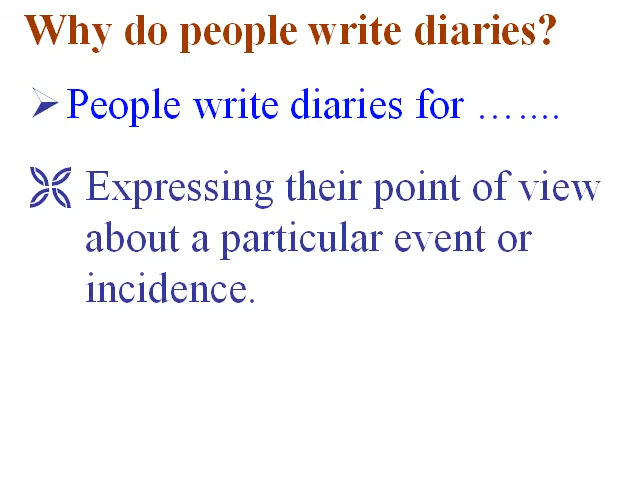 Why do people write diaries?
People write diaries for …….…
Expressing their point of view
about a particular event or
incidence.